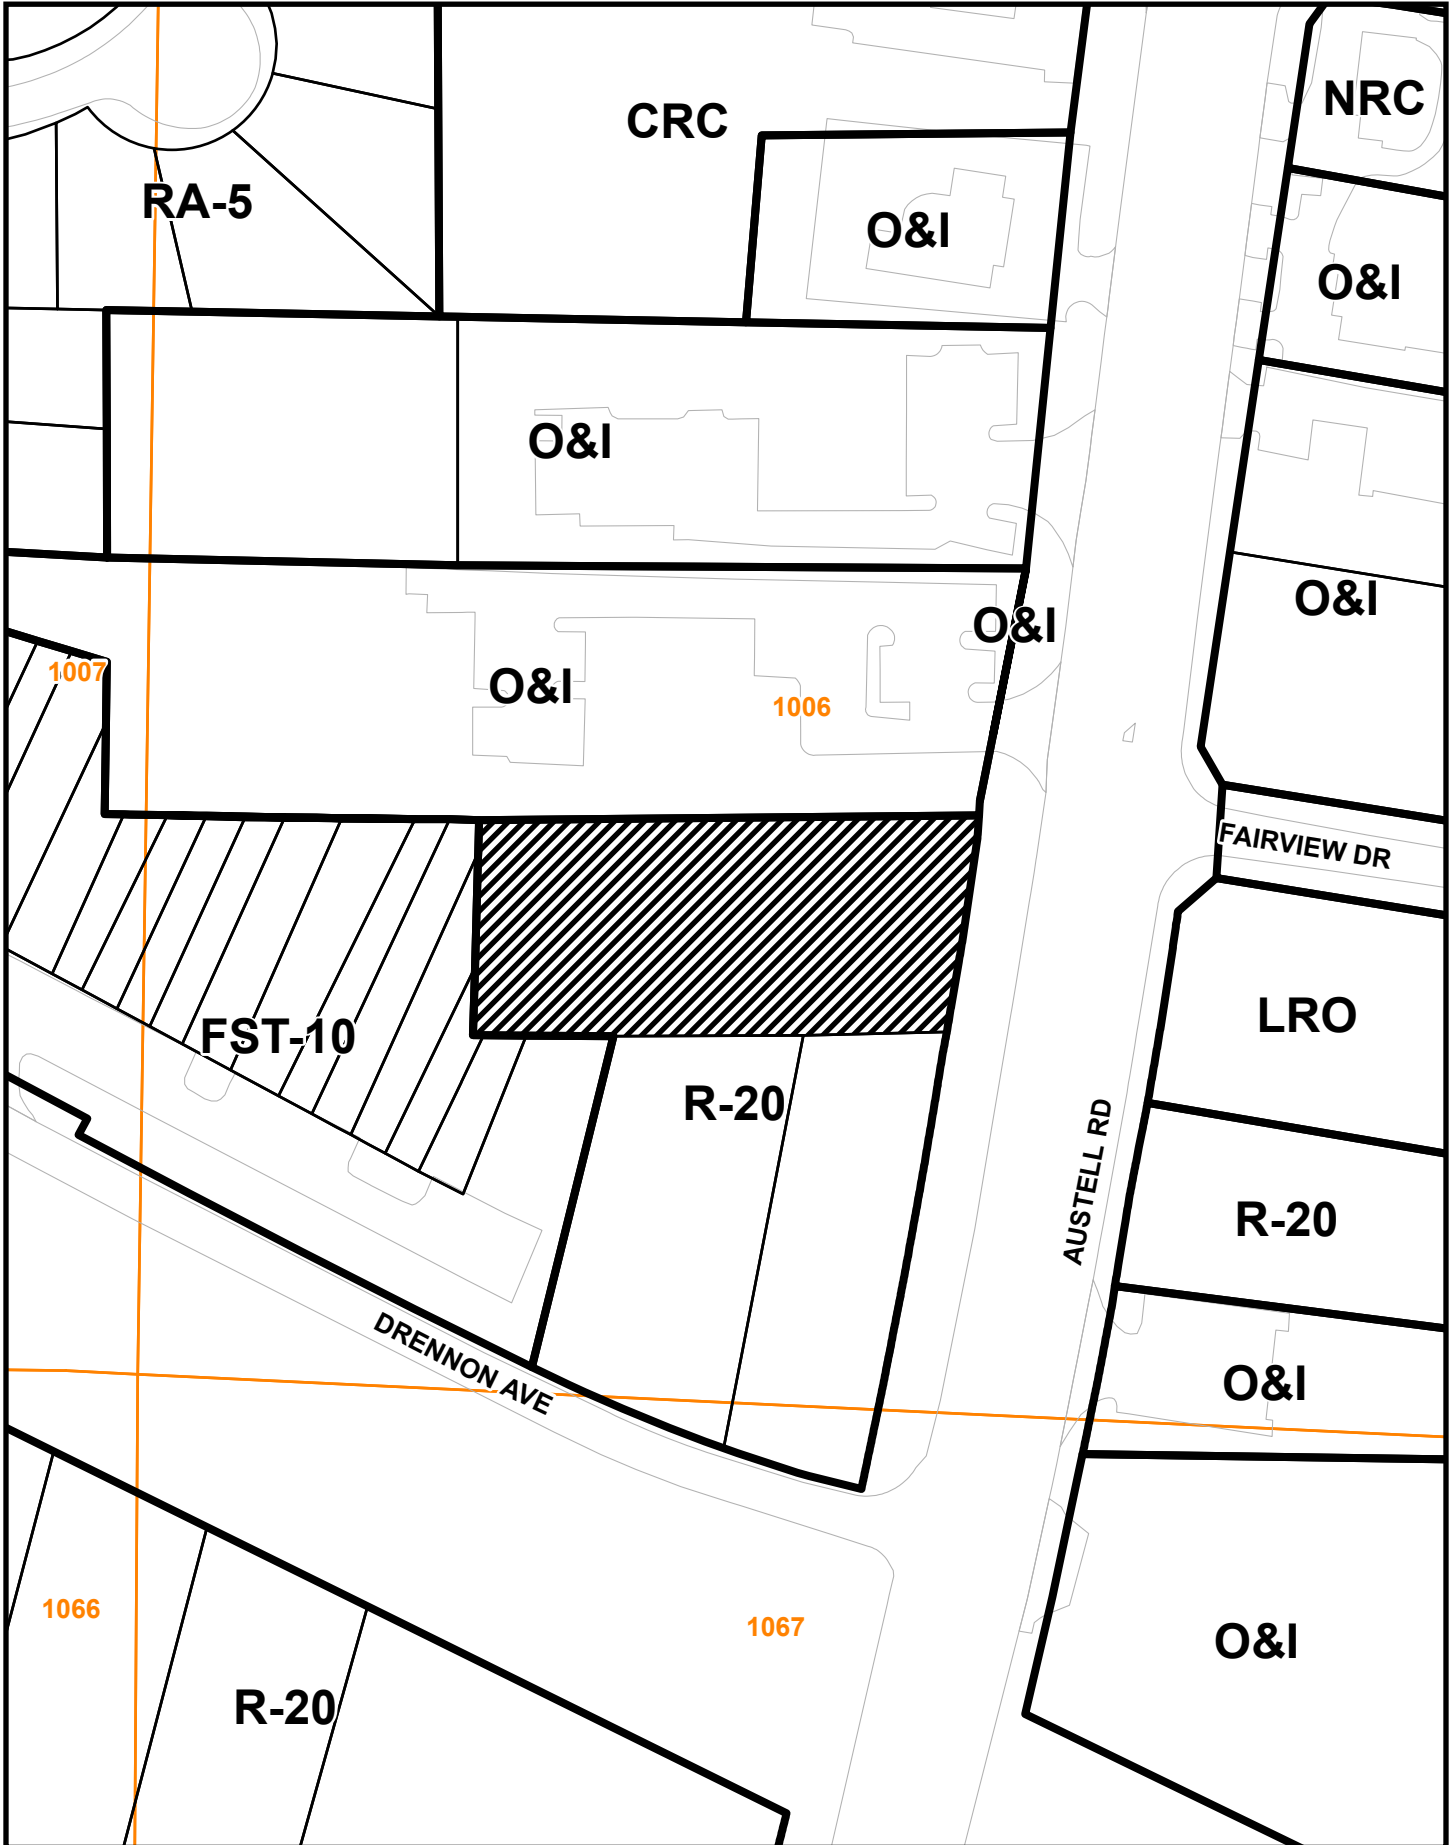 NRC
CRC
RA-5
O&I
O&I
O&I
O&I
O&I
1007
O&I
1006
FAIRVIEW DR
LRO
FST-10
R-20
AUSTELL RD
R-20
DRENNON AVE
O&I
1066
1067
O&I
R-20